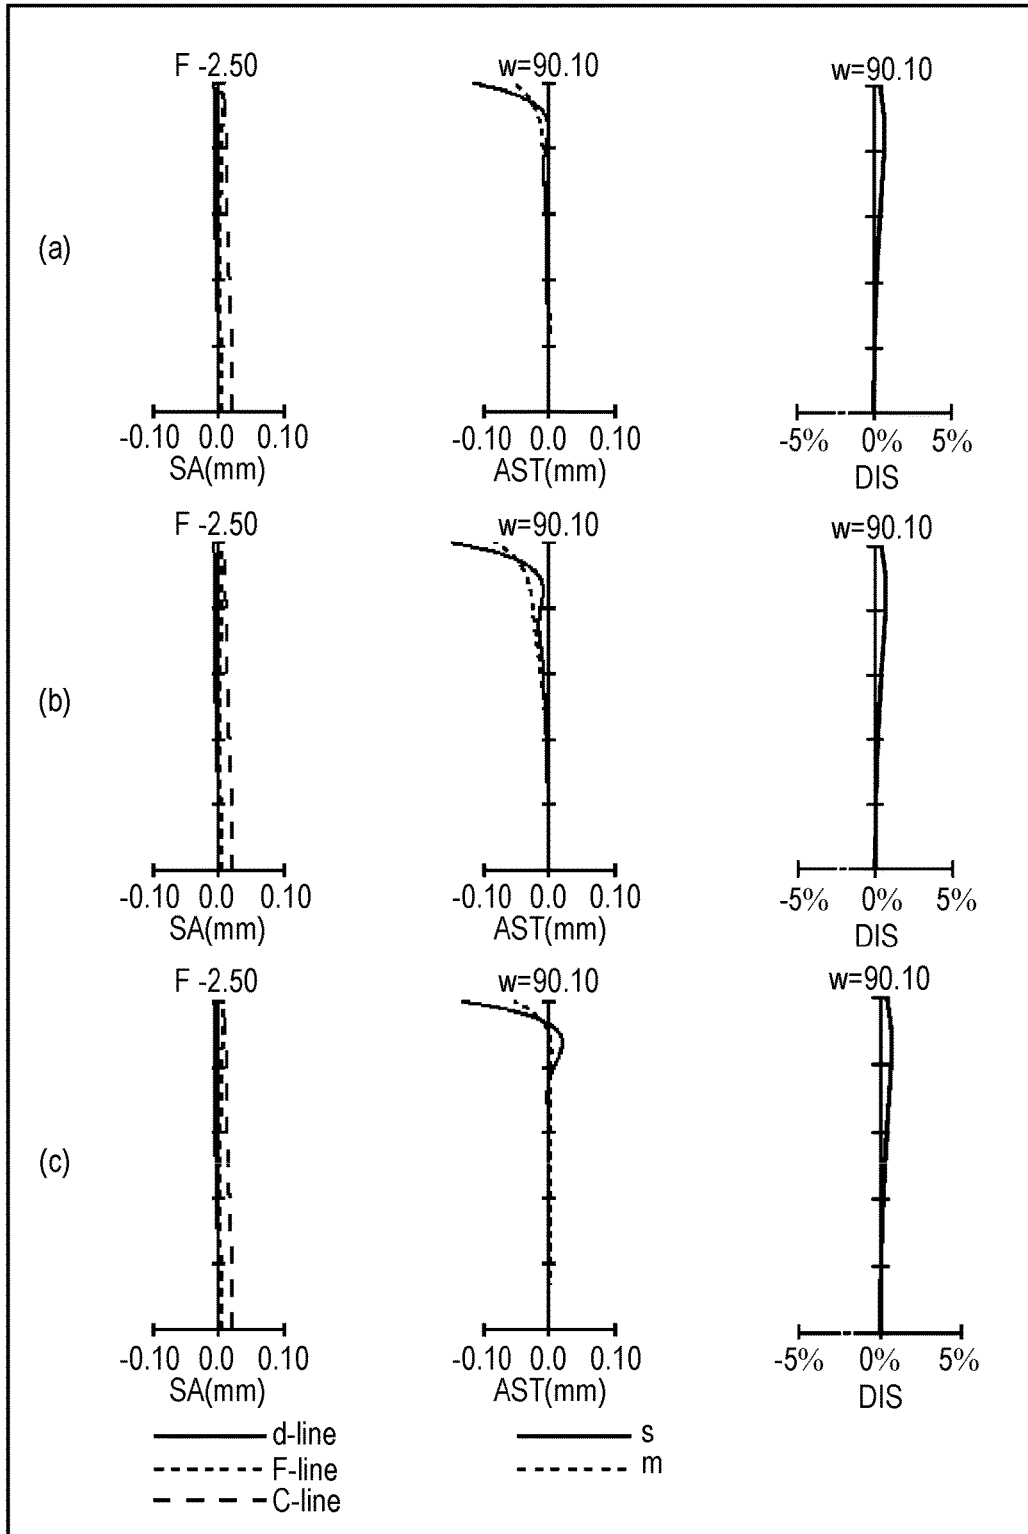 F -2.50 w=90.10 w=90.10
(a)
-0.10 0.0 0.10 -0.10 0.0 0.10 -5% 0% 5%
SA(mm) AST(mm) DIS
F -2.50 w=90.10 w=90.10
(b)
-0.10 0.0 0.10 -0.10 0.0 0.10 -5% 0% 5%
SA(mm) AST(mm) DIS
F -2.50 w=90.10 w=90.10
(c)
-0.10 0.0 0.10 -0.10 0.0 0.10 -5% 0% 5%
SA(mm) AST(mm) DIS
d-line s
F-line m
C-line